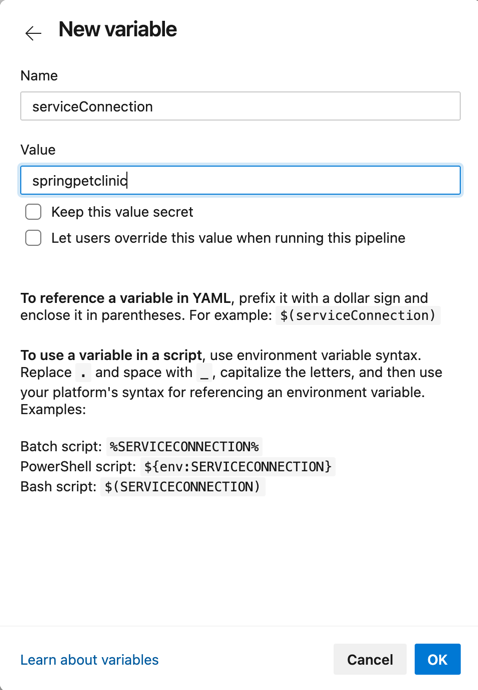 ← New variable
Name
serviceConnection
Value
springpetclinic
Keep this value secret
Let users override this value when running this pipeline
To reference a variable in YAML, prefix it with a dollar sign and
enclose it in parentheses. For example: $(serviceConnection)
To use a variable in a script, use environment variable syntax.
Replace . and space with _, capitalize the letters, and then use
your platform's syntax for referencing an environment variable.
Examples:
Batch script: %SERVICECONNECTION%
PowerShell script: ${env:SERVICECONNECTION}
Bash script: $(SERVICECONNECTION)
Learn about variables
Cancel
OK